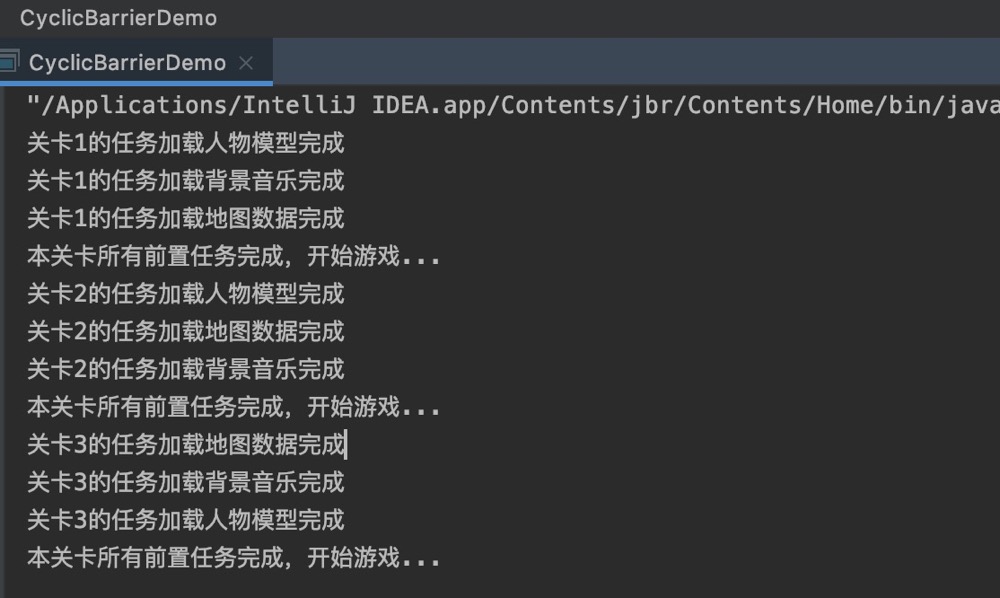 CyclicBarrierDemo
CyclicBarrierDemo
"/Applications/IntelliJ IDEA.app/Contents/jbr/Contents/Home/bin/java
关卡1的任务加载人物模型完成
关卡1的任务加载背景音乐完成
关卡1的任务加载地图数据完成
本关卡所有前置任务完成，开始游戏...
关卡2的任务加载人物模型完成
关卡2的任务加载地图数据完成
关卡2的任务加载背景音乐完成
本关卡所有前置任务完成，开始游戏...
关卡3的任务加载地图数据完成
关卡3的任务加载背景音乐完成
关卡3的任务加载人物模型完成
本关卡所有前置任务完成，开始游戏...